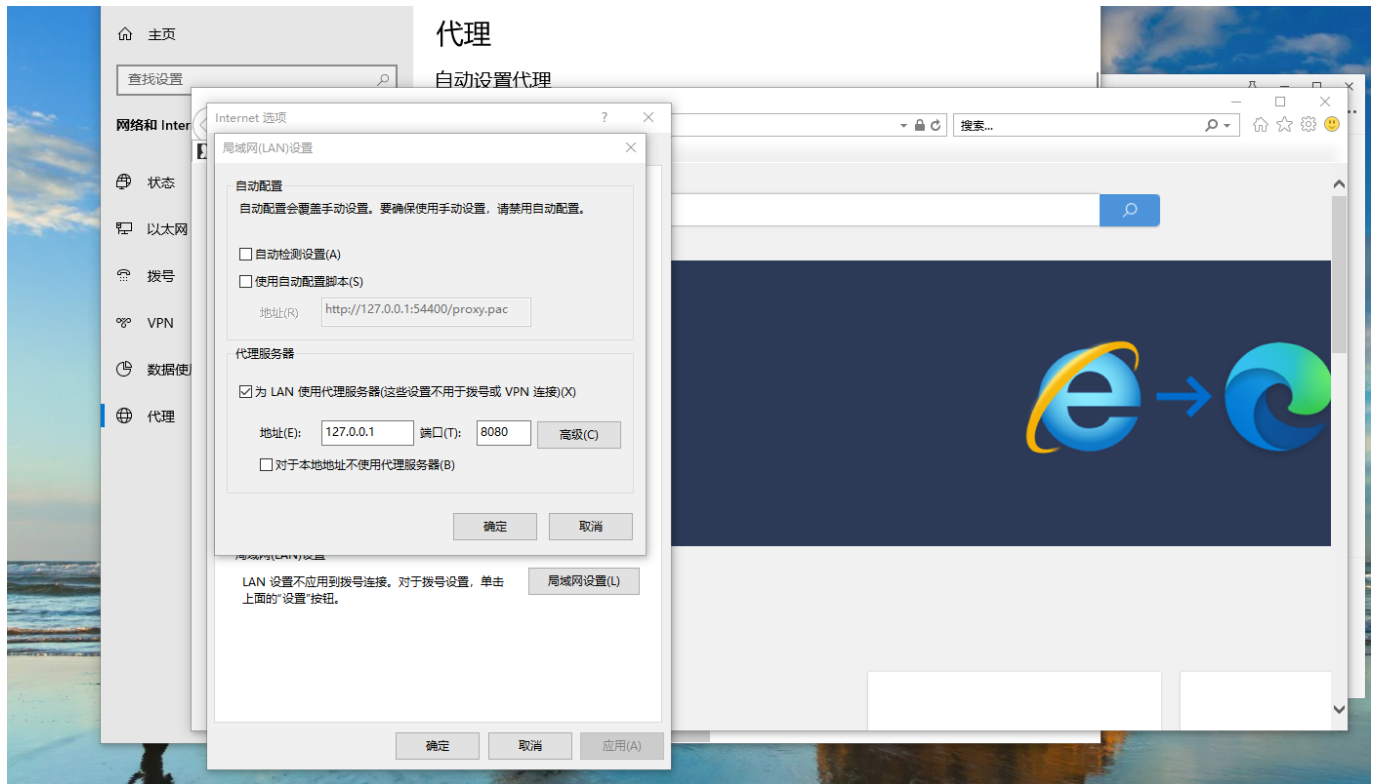 主页
代理
查找设置
自动设置代理
网络和 Inter
状态
以太网
拨号
VPN
数据使
代理
Internet 选项
局域网(LAN)设置
自动配置
自动配置会覆盖手动设置。要确保使用手动设置，请禁用自动配置。
自动检测设置(A)
使用自动配置脚本(S)
地址(R)
http://127.0.0.1:54400/proxy.pac
代理服务器
为 LAN 使用代理服务器(这些设置不用于拨号或 VPN 连接)(X)
地址(E): 127.0.0.1 端口(T): 8080 高级(C)
对于本地地址不使用代理服务器(B)
确定 取消
局域网(LAN)设置
LAN 设置不应用到拨号连接。对于拨号设置，单击
上面的“设置”按钮。
局域网设置(L)
确定 取消 应用(A)
搜索...